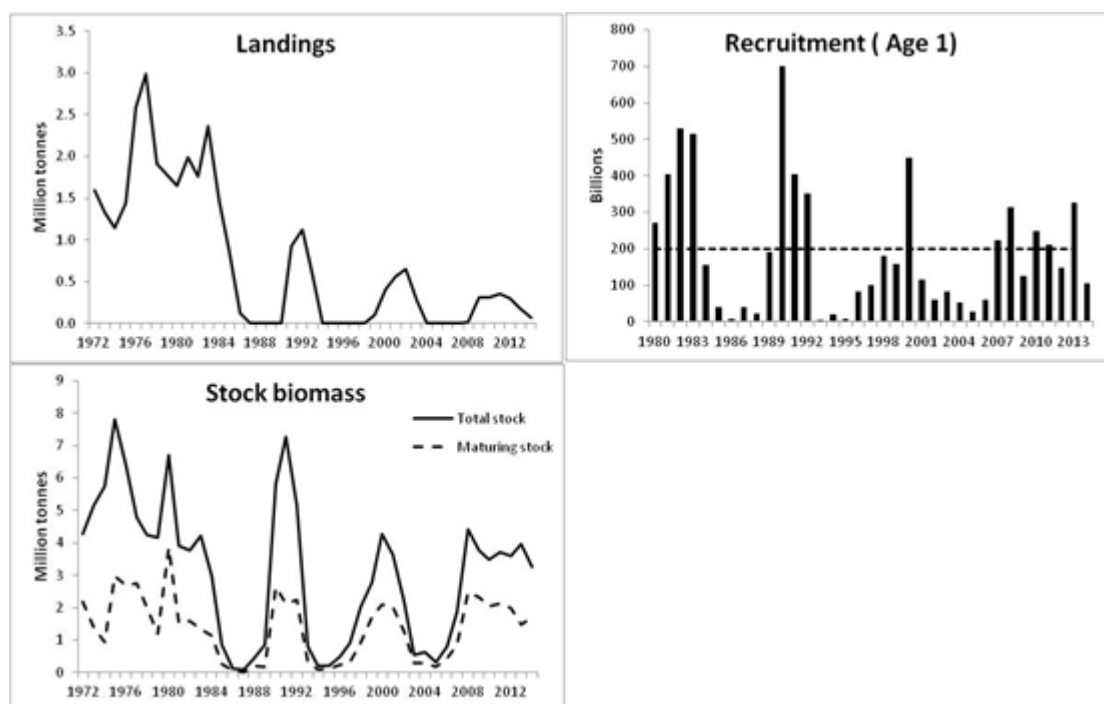 Landings
Million tonnes
3.5
3.0
2.5
2.0
1.5
1.0
0.5
0.0
1972 1976 1980 1984 1988 1992 1996 2000 2004 2008 2012
Recruitment ( Age 1)
Billions
800
700
600
500
400
300
200
100
0
1980 1983 1986 1989 1992 1995 1998 2001 2004 2007 2010 2013
Stock biomass
Total stock
Maturing stock
Million tonnes
9
8
7
6
5
4
3
2
1
0
1972 1976 1980 1984 1988 1992 1996 2000 2004 2008 2012